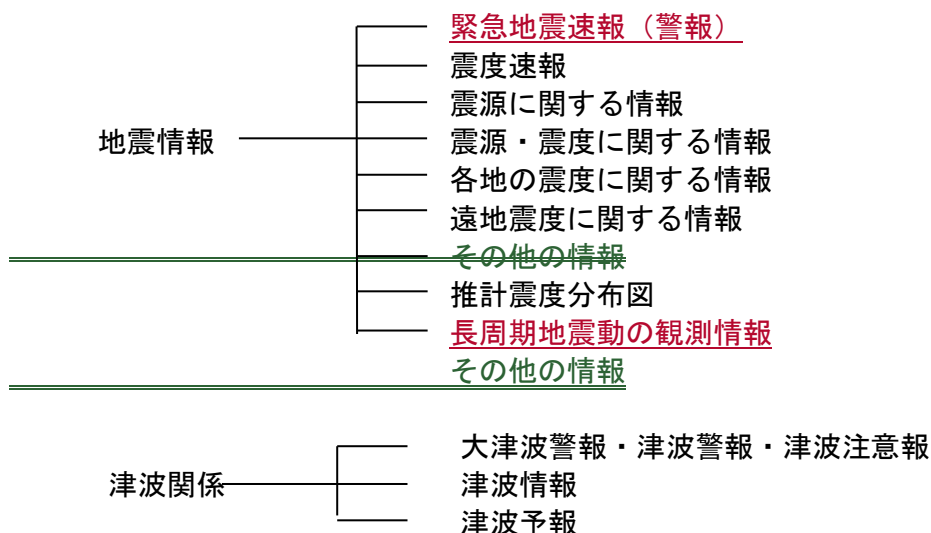 緊急地震速報（警報）
震度速報
震源に関する情報
地震情報 震源・震度に関する情報
各地の震度に関する情報
遠地震度に関する情報
その他の情報
推計震度分布図
長周期地震動の観測情報
その他の情報
大津波警報・津波警報・津波注意報
津波関係 津波情報
津波予報